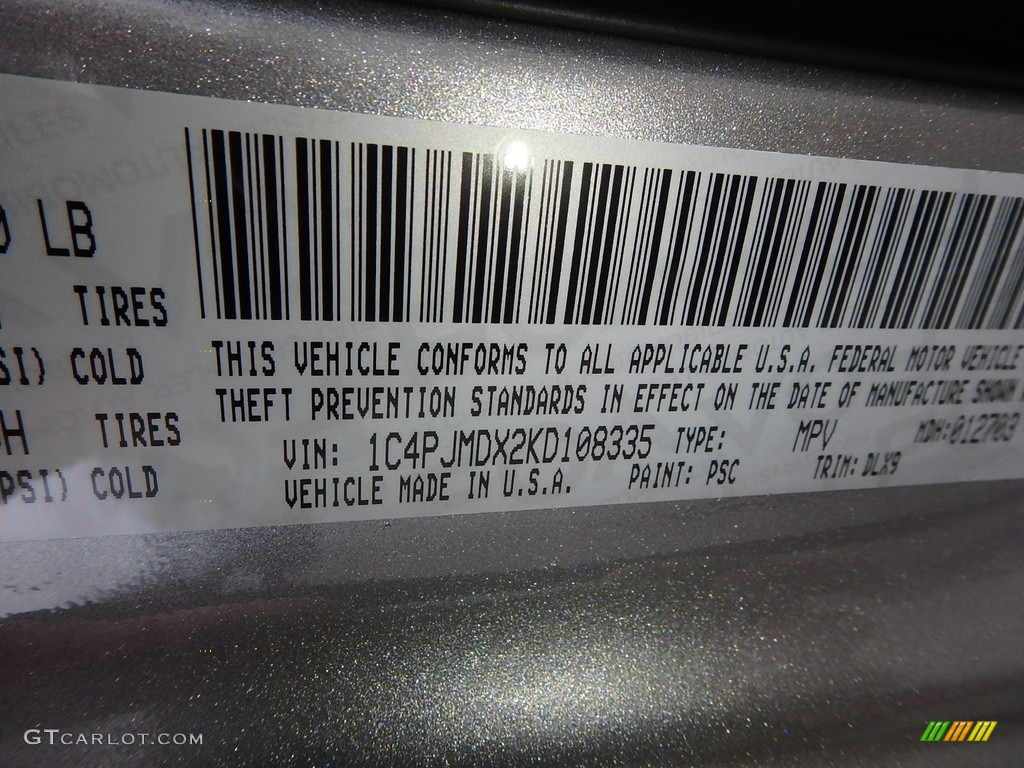 0 LB
TIRES
PSI) COLD
TIRES
PSI) COLD
THIS VEHICLE CONFORMS TO ALL APPLICABLE U.S.A. FEDERAL MOTOR VEHICLE
THEFT PREVENTION STANDARDS IN EFFECT ON THE DATE OF MANUFACTURE SHOWN
VIN: 1C4PJMDX2KD108335 TYPE: MPV MDH:012703
VEHICLE MADE IN U.S.A. PAINT: PSC TRIM: DLX9
GTCARLOT.COM